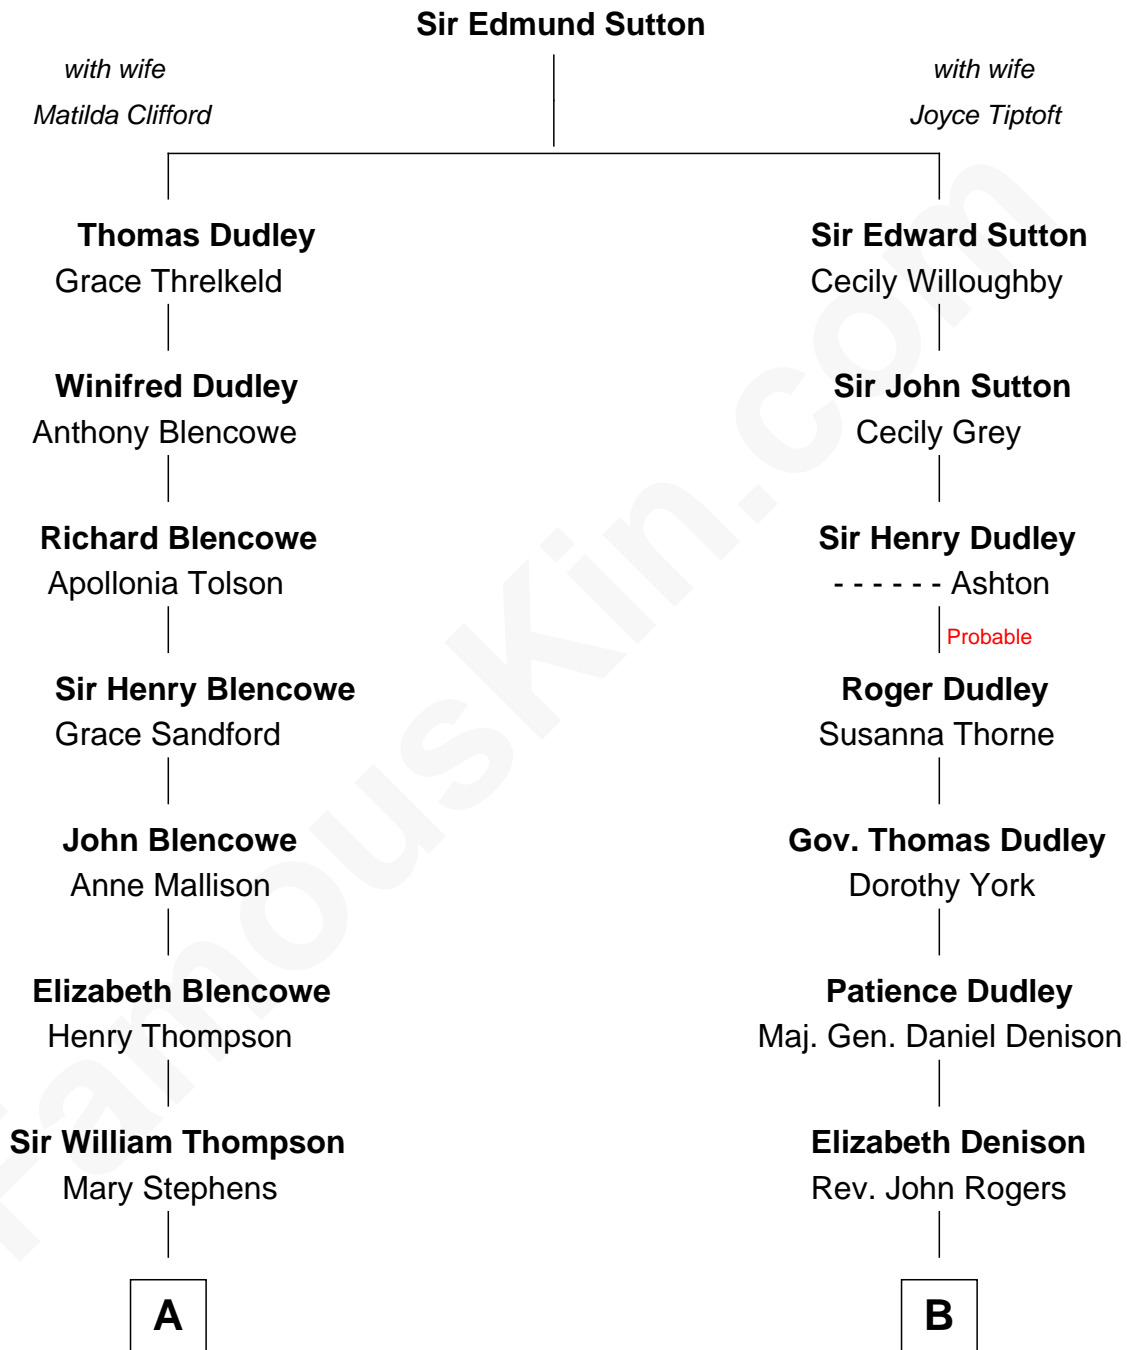 Sir Edmund Sutton
with wife
Matilda Clifford
with wife
Joyce Tiptoft
Thomas Dudley
Grace Threlkeld
Winifred Dudley
Anthony Blencowe
Richard Blencowe
Apollonia Tolson
Sir Henry Blencowe
Grace Sandford
John Blencowe
Anne Mallison
Elizabeth Blencowe
Henry Thompson
Sir William Thompson
Mary Stephens
A
Sir Edward Sutton
Cecily Willoughby
Sir John Sutton
Cecily Grey
Sir Henry Dudley
- - - - - - Ashton
Probable
Roger Dudley
Susanna Thorne
Gov. Thomas Dudley
Dorothy York
Patience Dudley
Maj. Gen. Daniel Denison
Elizabeth Denison
Rev. John Rogers
B
FamousKin.com